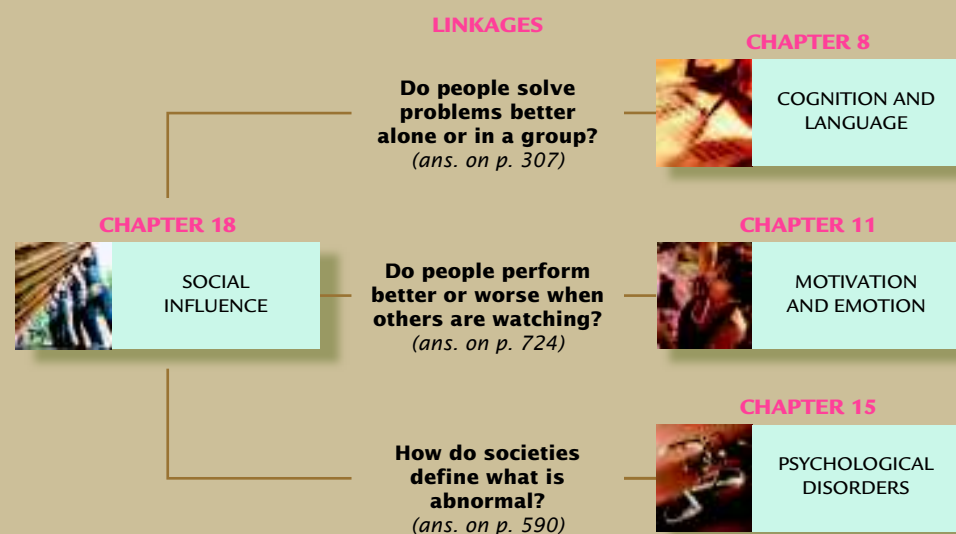 LINKAGES
CHAPTER 8
Do people solve
problems better
alone or in a group?
(ans. on p. 307)
COGNITION AND
LANGUAGE
CHAPTER 18
SOCIAL
INFLUENCE
Do people perform
better or worse when
others are watching?
(ans. on p. 724)
CHAPTER 11
MOTIVATION
AND EMOTION
How do societies
define what is
abnormal?
(ans. on p. 590)
CHAPTER 15
PSYCHOLOGICAL
DISORDERS